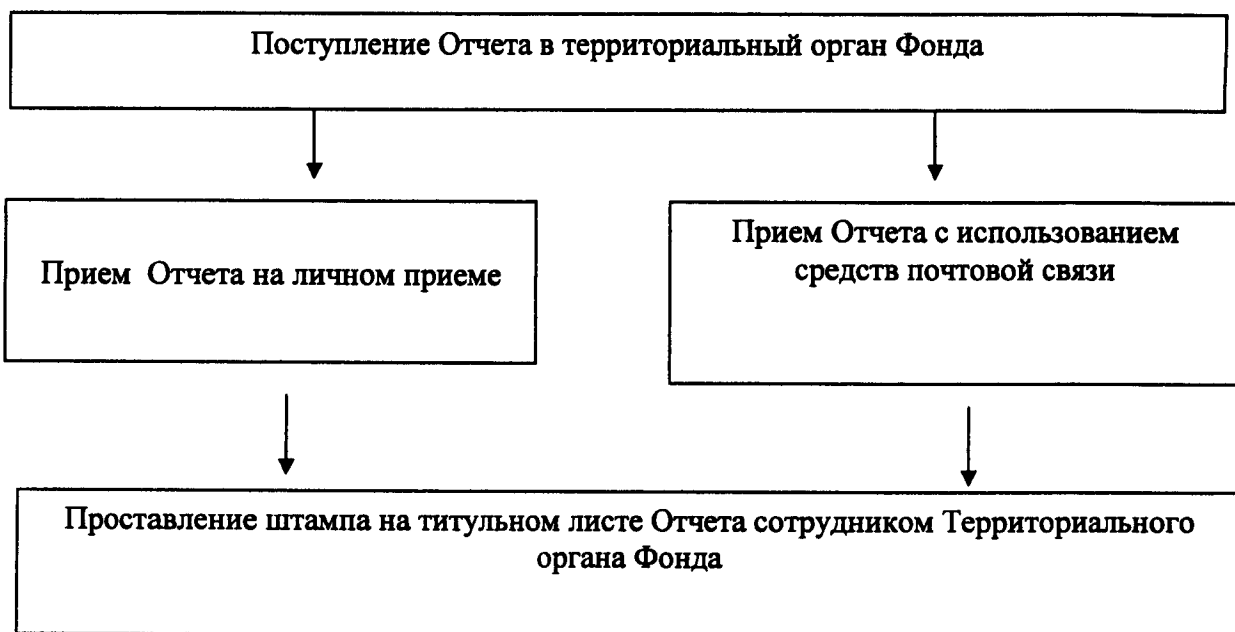 Поступление Отчета в территориальный орган Фонда
Прием Отчета на личном приеме
Прием Отчета с использованием
средств почтовой связи
Проставление штампа на титульном листе Отчета сотрудником Территориального
органа Фонда